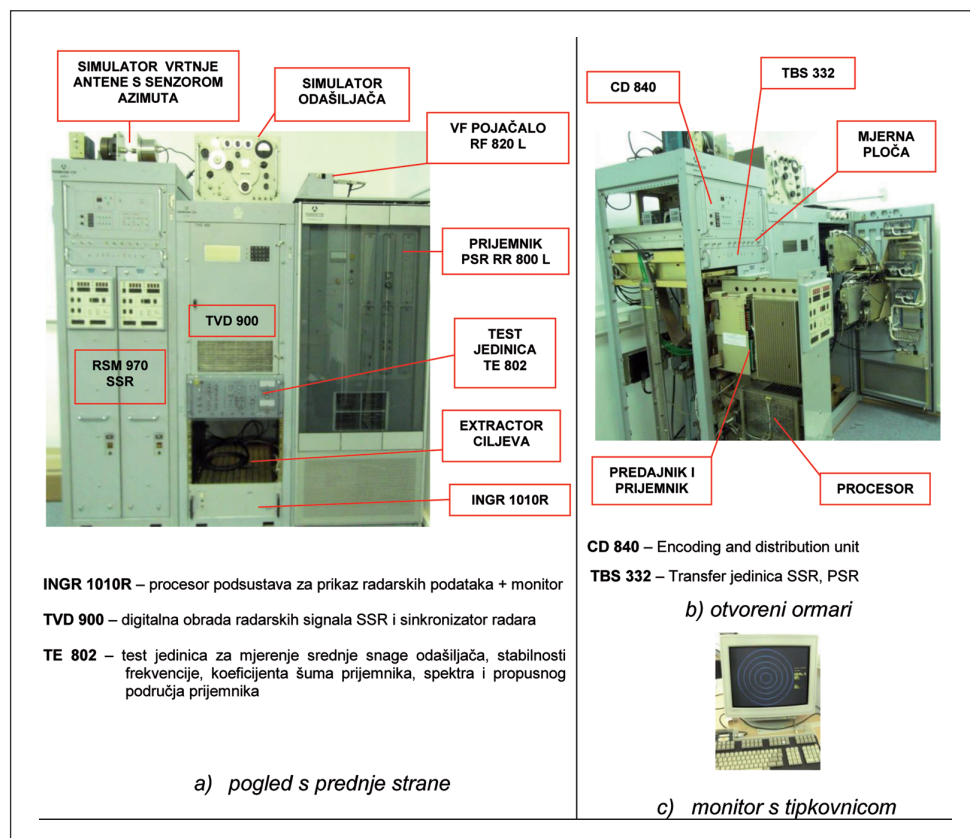 SIMULATOR VRTNJE
ANTENE S SENZOROM
AZIMUTA
SIMULATOR
ODAŠILJAČA
VF POJAČALO
RF 820 L
PRIJEMNIK
PSR RR 800 L
TVD 900
TEST
JEDINICA
TE 802
RSM 970
SSR
EXTRACTOR
CILJEVA
INGR 1010R
INGR 1010R – procesor podsustava za prikaz radarskih podataka + monitor
TVD 900 – digitalna obrada radarskih signala SSR i sinkronizator radara
TE 802 – test jedinica za mjerenje srednje snage odašiljača, stabilnosti
frekvencije, koeficijenta šuma prijemnika, spektra i propusnog
područja prijemnika
a) pogled s prednje strane
TBS 332
CD 840
MJERNA
PLOČA
PREDAJNIK I
PRIJEMNIK
PROCESOR
CD 840 – Encoding and distribution unit
TBS 332 – Transfer jedinica SSR, PSR
b) otvoreni ormari
c) monitor s tipkovnicom